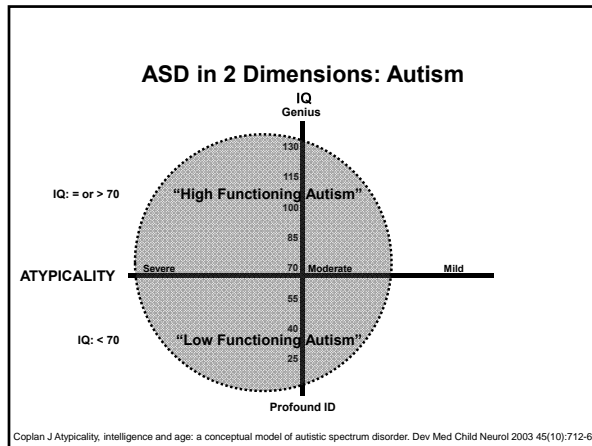 ASD in 2 Dimensions: Autism
IQ
Genius
130
115
IQ: = or > 70
“High Functioning Autism”
100
85
70
ATYPICALITY
Severe
Moderate
Mild
55
40
IQ: < 70
“Low Functioning Autism”
25
Profound ID
Coplan J Atypicality, intelligence and age: a conceptual model of autistic spectrum disorder. Dev Med Child Neurol 2003 45(10):712-6